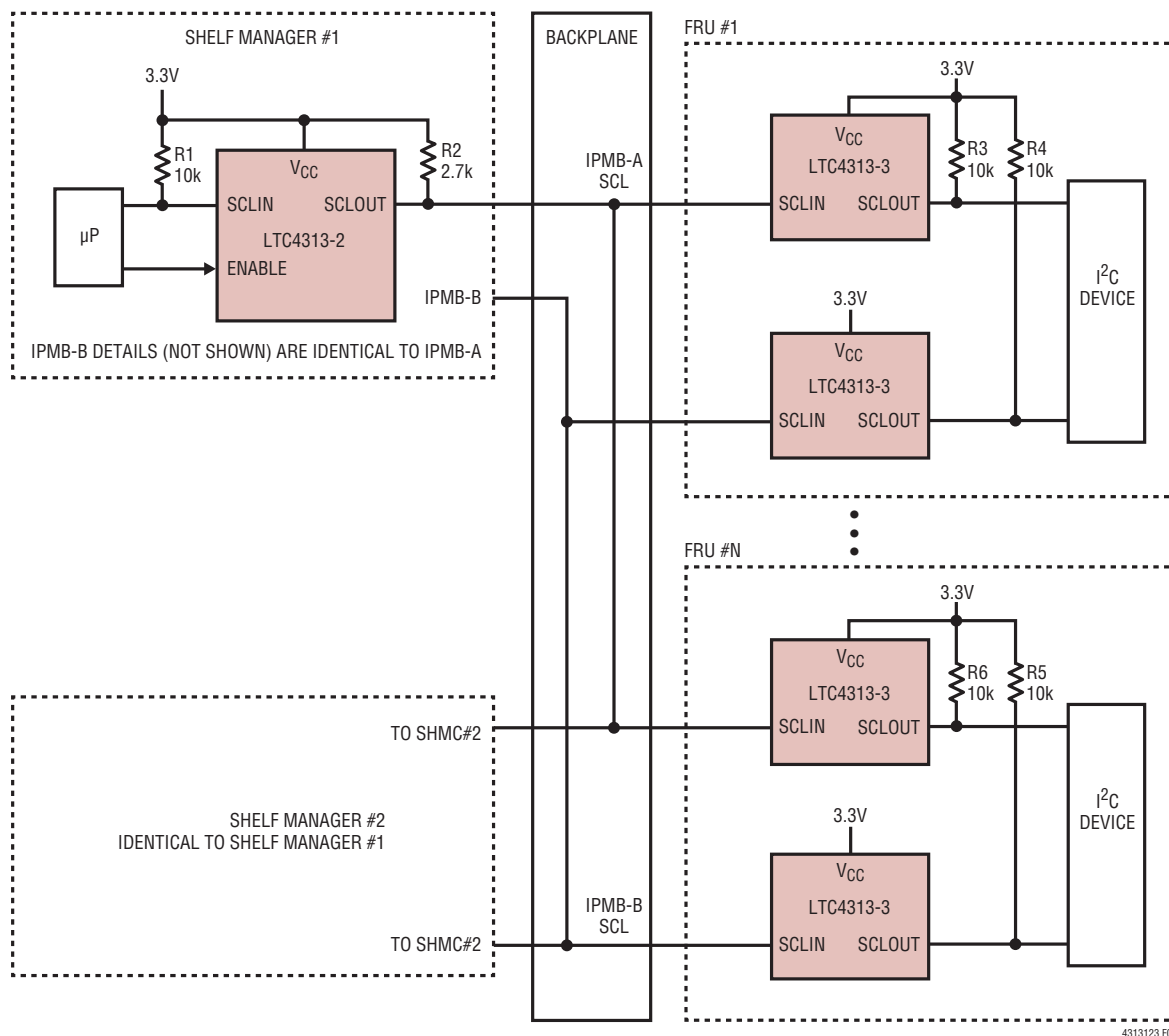 SHELF MANAGER #1
3.3V
R1
10k
VCC
R2
2.7k
SCLIN
SCLOUT
LTC4313-2
ENABLE
µP
IPMB-B
IPMB-B DETAILS (NOT SHOWN) ARE IDENTICAL TO IPMB-A
BACKPLANE
IPMB-A
SCL
FRU #1
3.3V
VCC
LTC4313-3
SCLIN
SCLOUT
R3
10k
R4
10k
I2C
DEVICE
3.3V
VCC
LTC4313-3
SCLIN
SCLOUT
FRU #N
3.3V
VCC
LTC4313-3
SCLIN
SCLOUT
R6
10k
R5
10k
I2C
DEVICE
3.3V
VCC
LTC4313-3
SCLIN
SCLOUT
TO SHMC#2
SHELF MANAGER #2
IDENTICAL TO SHELF MANAGER #1
TO SHMC#2
IPMB-B
SCL